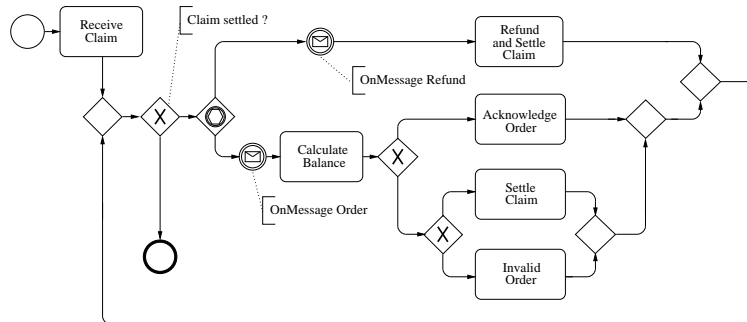 Receive
Claim
Claim settled ?
Refund
and Settle
Claim
OnMessage Refund
Acknowledge
Order
Calculate
Balance
Settle
Claim
OnMessage Order
Invalid
Order